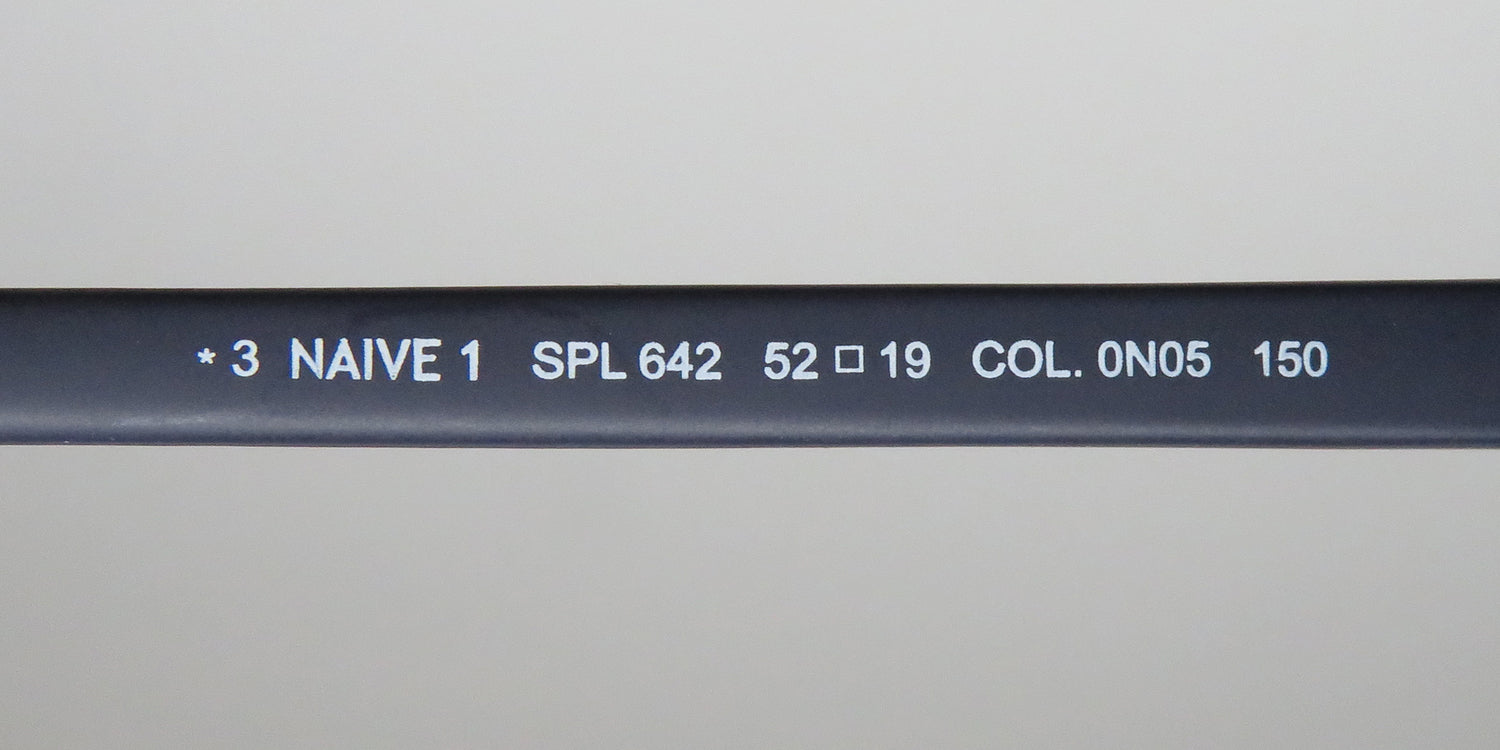 * 3 NAIVE 1 SPL 642 52 □ 19 COL. 0N05 150